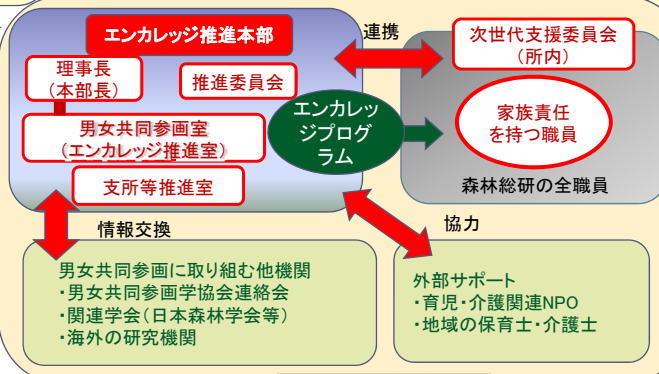 エンカレッジ推進本部
連携
次世代支援委員会
(所内)
理事長
(本部長)
推進委員会
エンカレッ
ジプログ
ラム
家族責任
を持つ職員
男女共同参画室
(エンカレッジ推進室)
支所等推進室
森林総研の全職員
情報交換
協力
男女共同参画に取り組む他機関
・男女共同参画学協会連絡会
・関連学会(日本森林学会等)
・海外の研究機関
外部サポート
・育児・介護関連NPO
・地域の保育士・介護士